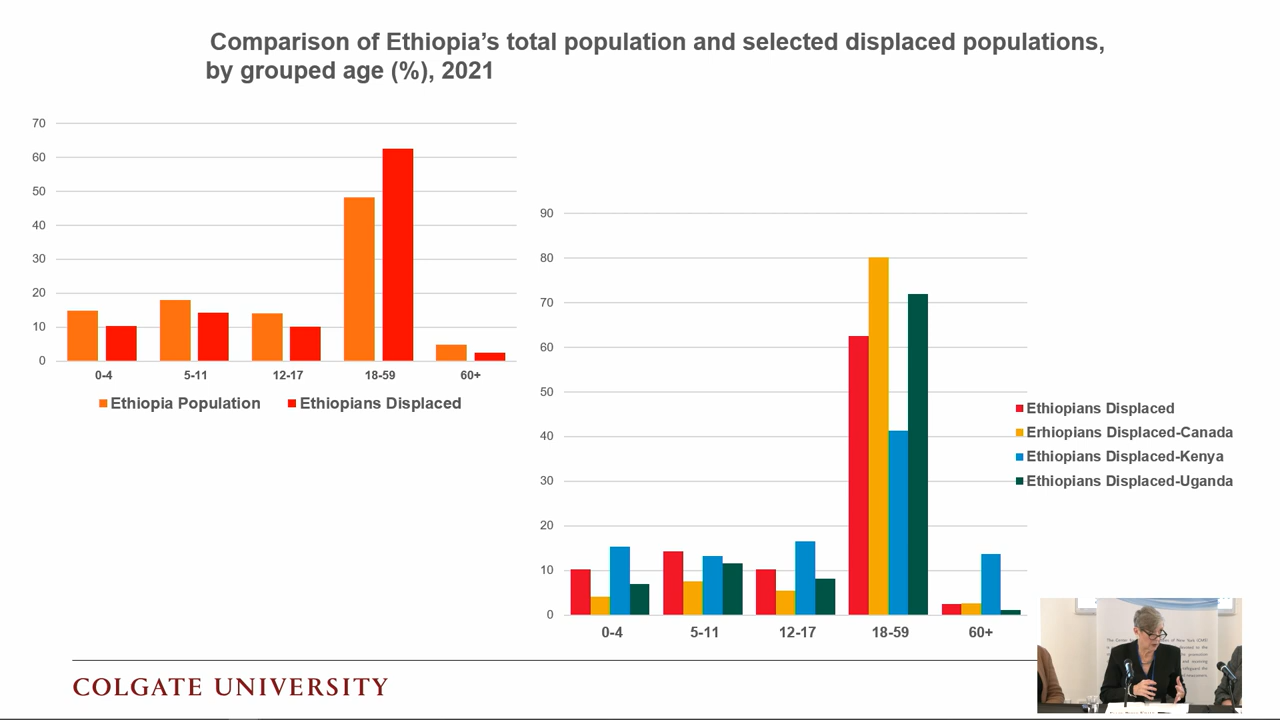 Comparison of Ethiopia’s total population and selected displaced populations,
by grouped age (%), 2021
70
60
50
40
30
20
10
0
0-4 5-11 12-17 18-59 60+
Ethiopia Population Ethiopians Displaced
90
80
70
60
50
40
30
20
10
0
0-4 5-11 12-17 18-59 60+
Ethiopians Displaced
Erhiopians Displaced-Canada
Ethiopians Displaced-Kenya
Ethiopians Displaced-Uganda
COLGATE UNIVERSITY